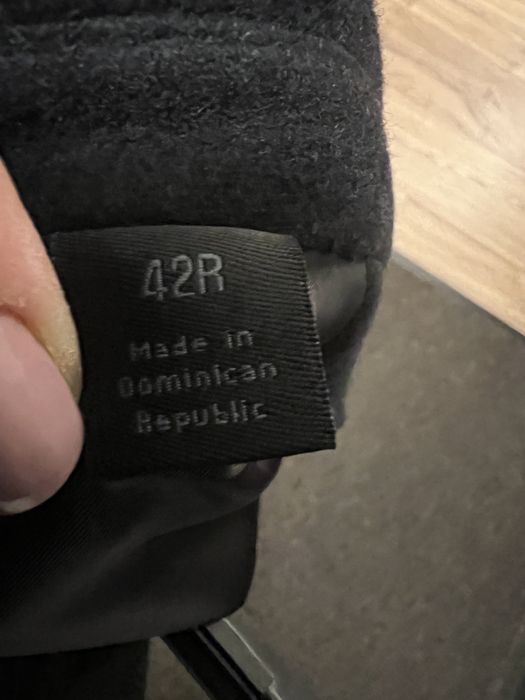 42R
Made in
Dominican
Republic